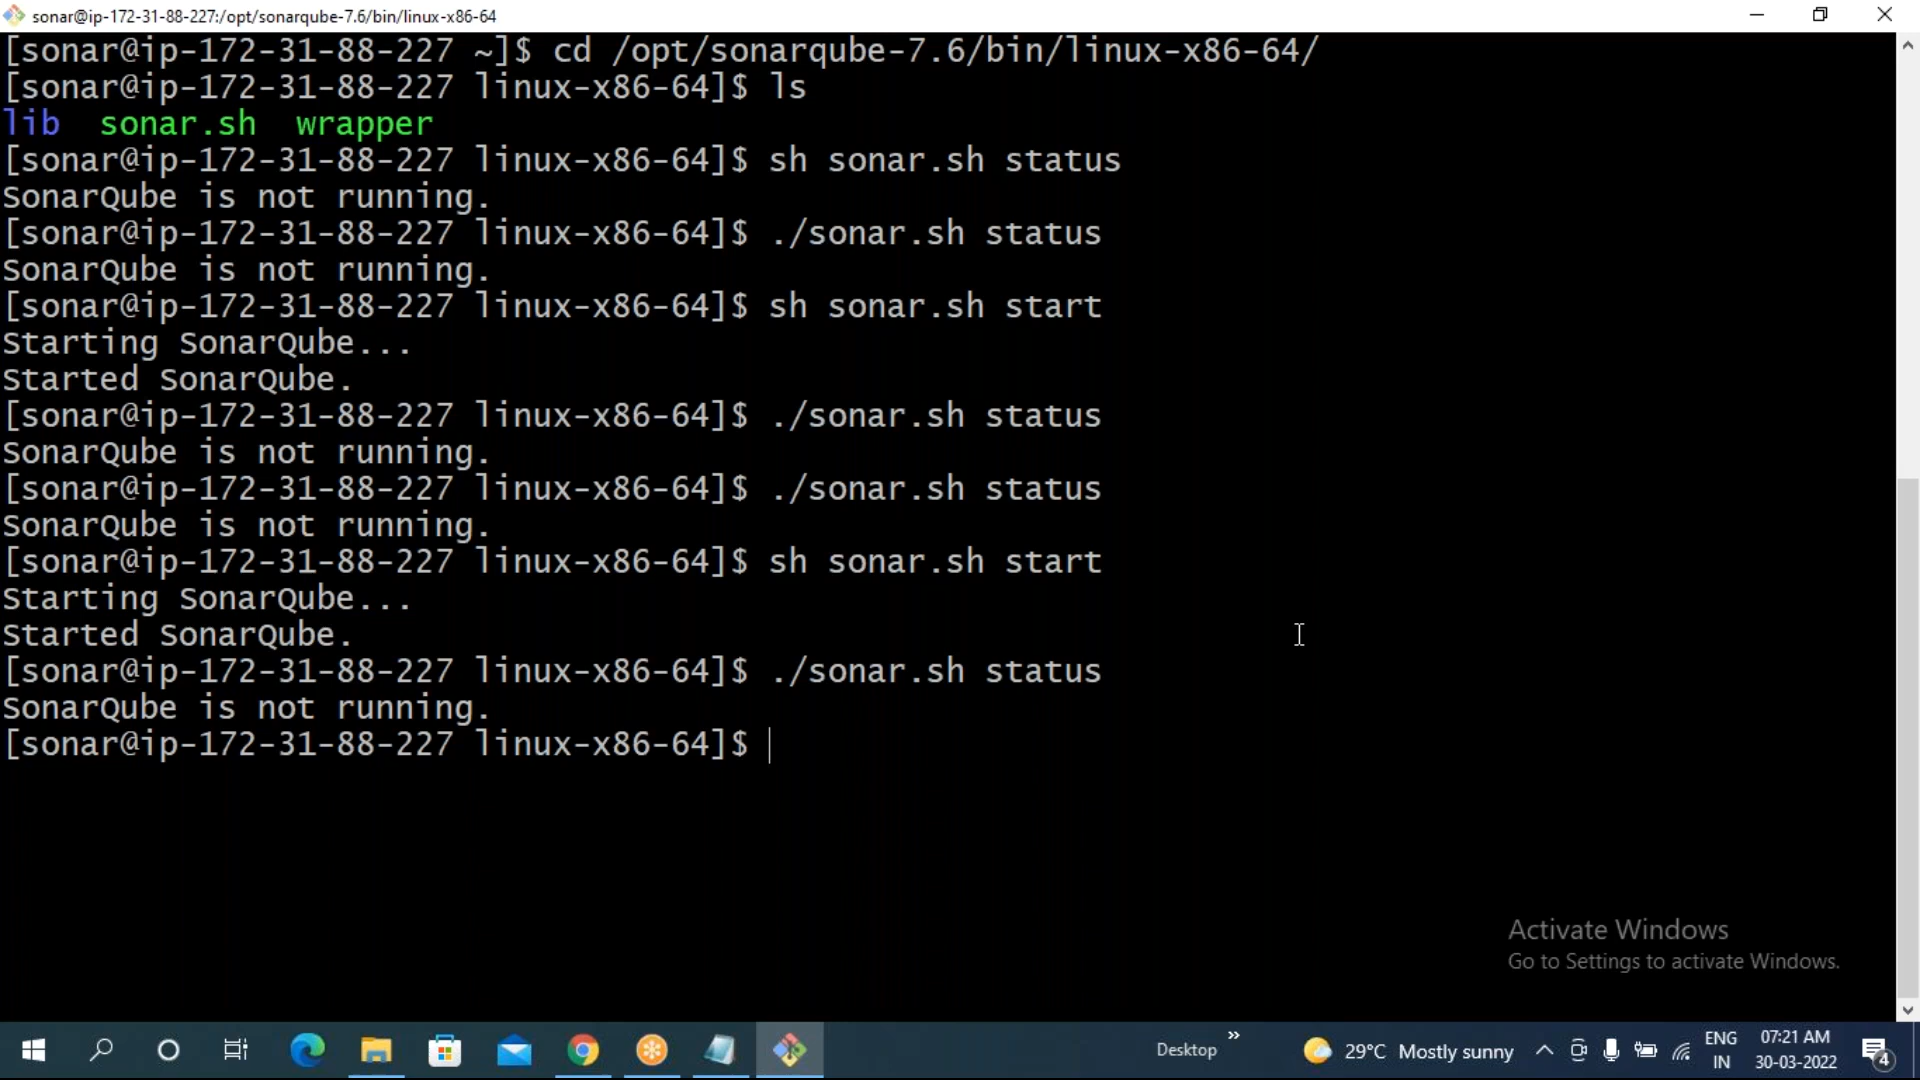 sonar@ip-172-31-88-227:/opt/sonarqube-7.6/bin/linux-x86-64
[sonar@ip-172-31-88-227 ~]$ cd /opt/sonarqube-7.6/bin/linux-x86-64/
[sonar@ip-172-31-88-227 linux-x86-64]$ ls
lib  sonar.sh  wrapper
[sonar@ip-172-31-88-227 linux-x86-64]$ sh sonar.sh status
SonarQube is not running.
[sonar@ip-172-31-88-227 linux-x86-64]$ ./sonar.sh status
SonarQube is not running.
[sonar@ip-172-31-88-227 linux-x86-64]$ sh sonar.sh start
Starting SonarQube...
Started SonarQube.
[sonar@ip-172-31-88-227 linux-x86-64]$ ./sonar.sh status
SonarQube is not running.
[sonar@ip-172-31-88-227 linux-x86-64]$ ./sonar.sh status
SonarQube is not running.
[sonar@ip-172-31-88-227 linux-x86-64]$ sh sonar.sh start
Starting SonarQube...
Started SonarQube.
[sonar@ip-172-31-88-227 linux-x86-64]$ ./sonar.sh status
SonarQube is not running.
[sonar@ip-172-31-88-227 linux-x86-64]$
Activate Windows
Go to Settings to activate Windows.
Desktop
29°C Mostly sunny
ENG
IN
07:21 AM
30-03-2022
4